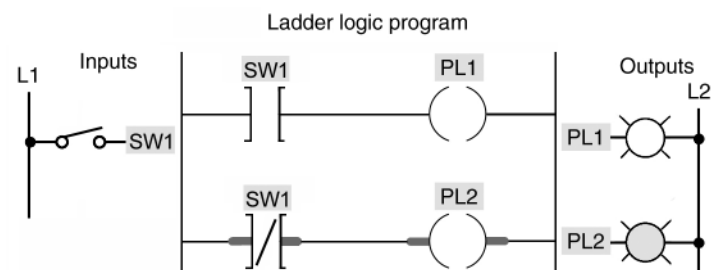 Ladder logic program
Inputs
Outputs
L1
L2
SW1
SW1
PL1
PL1
SW1
PL2
PL2